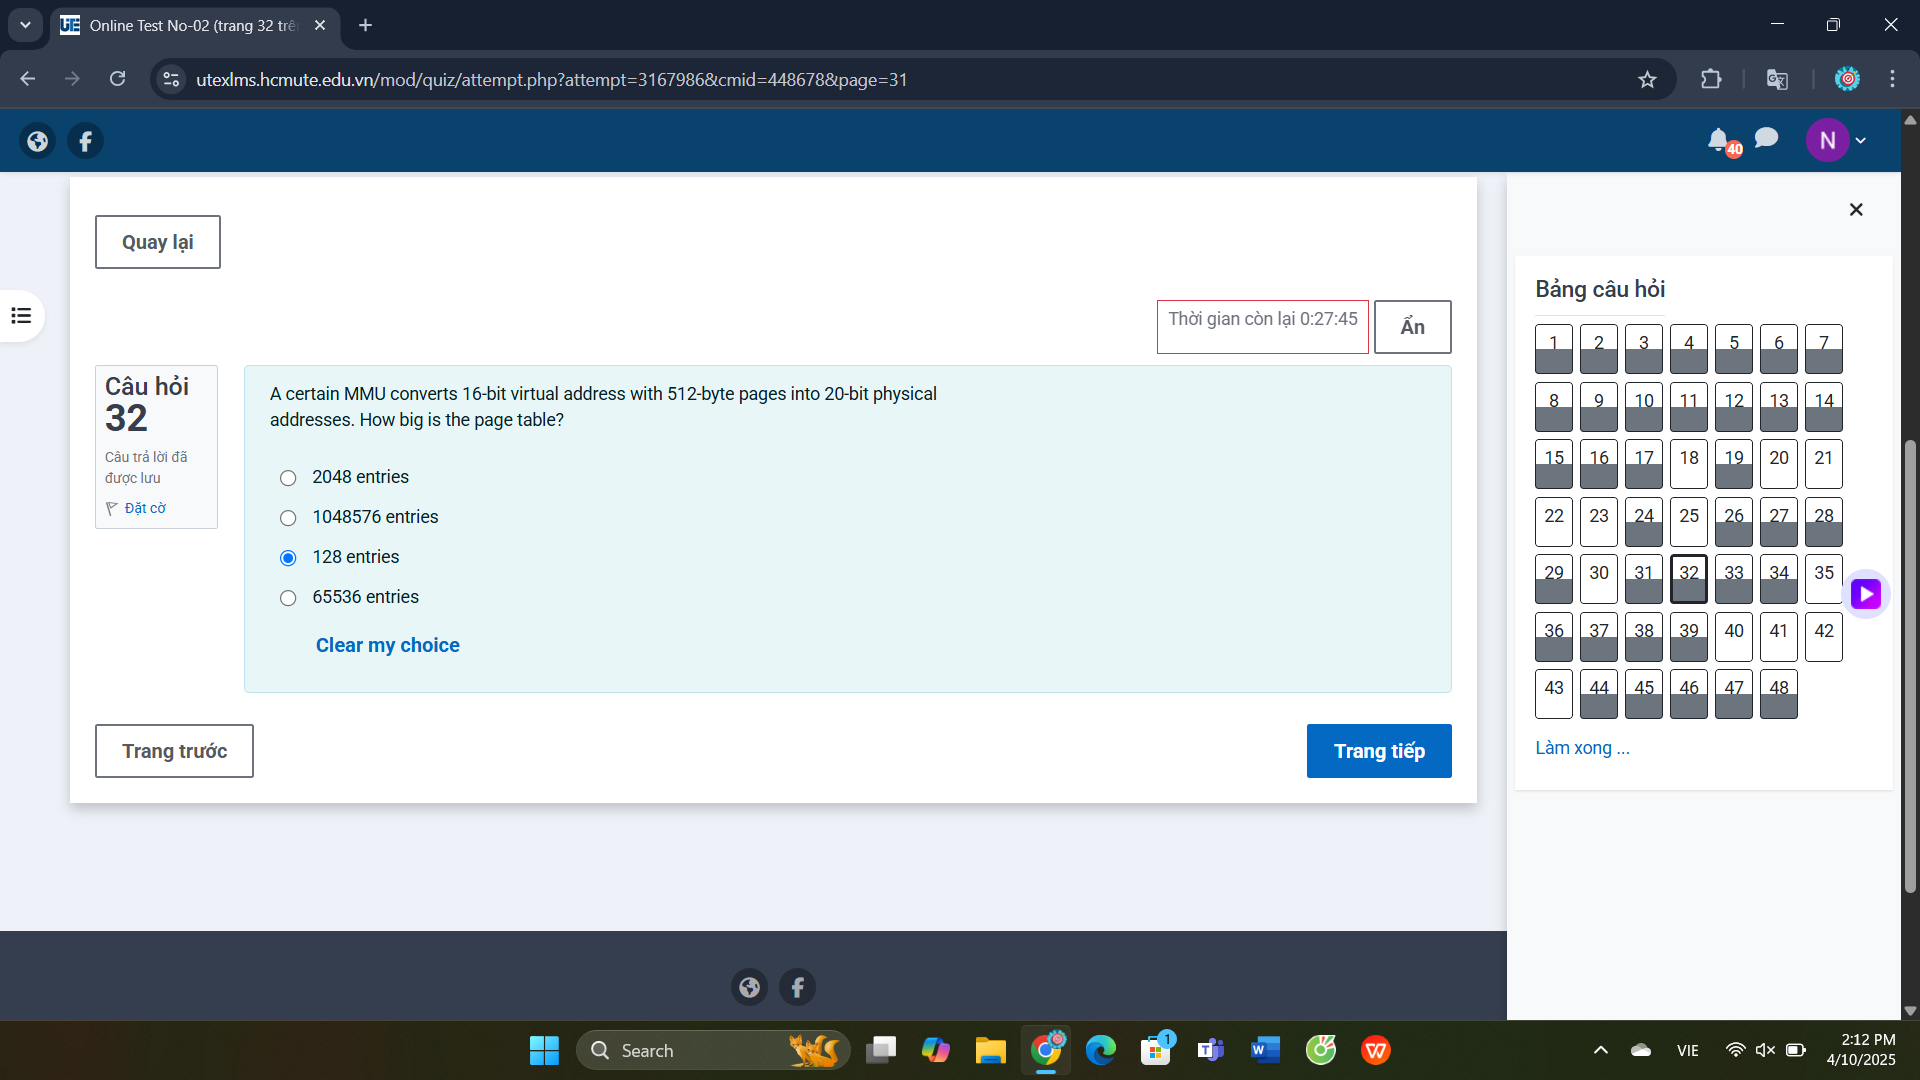 Online Test No-02 (trang 32 trê
utexlms.hcmute.edu.vn/mod/quiz/attempt.php?attempt=3167986&cmid=448678&page=31
40
N
Quay lại
Thời gian còn lại 0:27:45
Ẩn
Câu hỏi
32
Câu trả lời đã
được lưu
Đặt cờ
A certain MMU converts 16-bit virtual address with 512-byte pages into 20-bit physical
addresses. How big is the page table?
2048 entries
1048576 entries
128 entries
65536 entries
Clear my choice
Trang trước
Trang tiếp
Bảng câu hỏi
1 2 3 4 5 6 7
8 9 10 11 12 13 14
15 16 17 18 19 20 21
22 23 24 25 26 27 28
29 30 31 32 33 34 35
36 37 38 39 40 41 42
43 44 45 46 47 48
Làm xong ...
Search
1
VIE
2:12 PM
4/10/2025